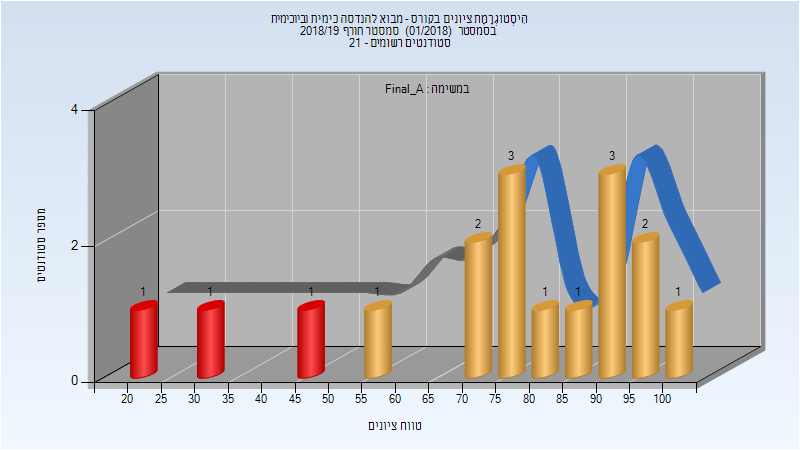 היסטוגרמת ציונים בקורס - מבוא להנדסה כימית וביוכימית
בסמסטר (01/2018) סמסטר חורף 2018/19
סטודנטים רשומים - 21
במשימה : Final_A
מספר סטודנטים
4
2
0
1
1
1
1
2
3
1
1
3
2
1
20 25 30 35 40 45 50 55 60 65 70 75 80 85 90 95 100
טווח ציונים